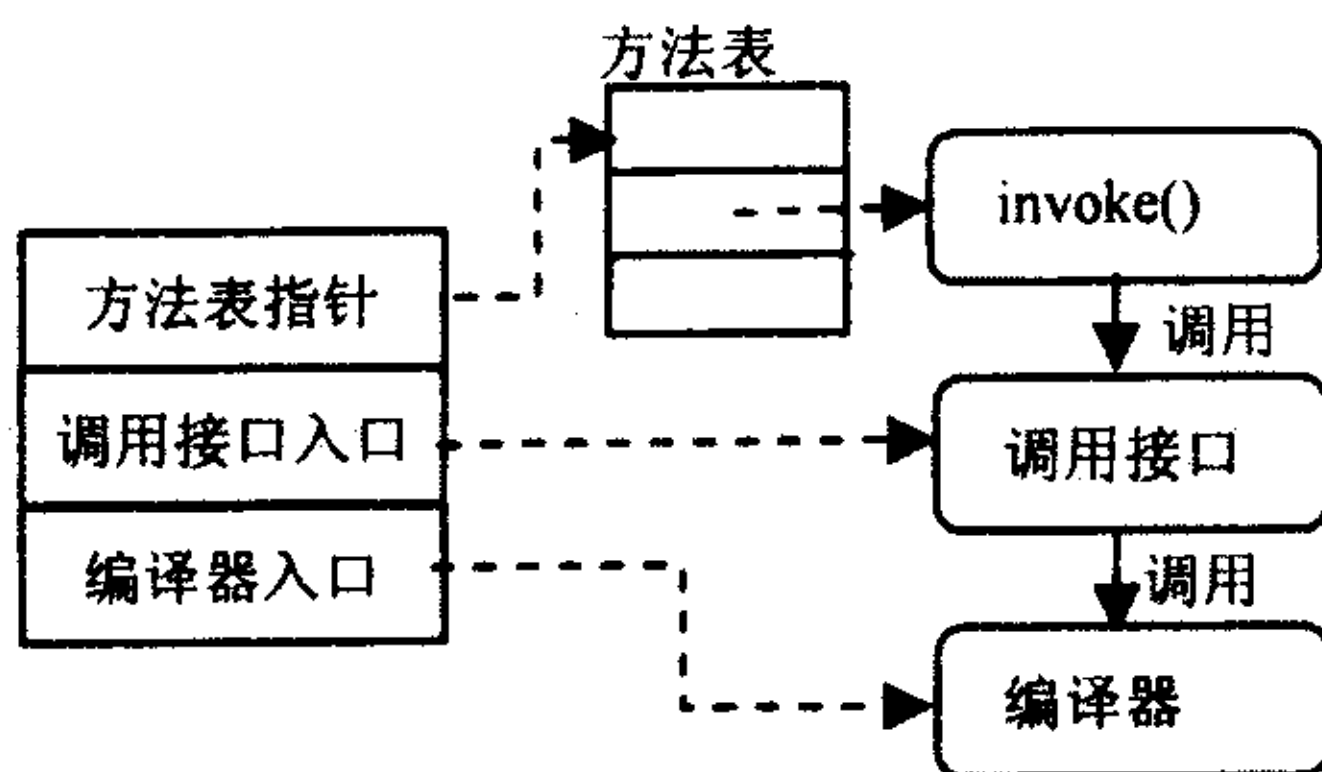 方法表
invoke()
方法表指针
调用
调用接口入口
调用接口
编译器入口
调用
编译器